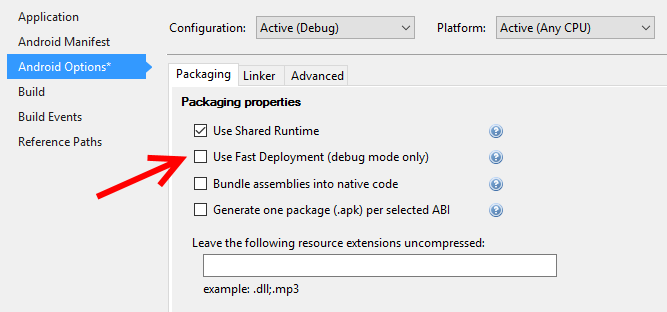 Application
Android Manifest
Android Options*
Build
Build Events
Reference Paths
Configuration: Active (Debug) Platform: Active (Any CPU)
Packaging Linker Advanced
Packaging properties
Use Shared Runtime ?
Use Fast Deployment (debug mode only) ?
Bundle assemblies into native code ?
Generate one package (.apk) per selected ABI ?
Leave the following resource extensions uncompressed:
example: .dll;.mp3